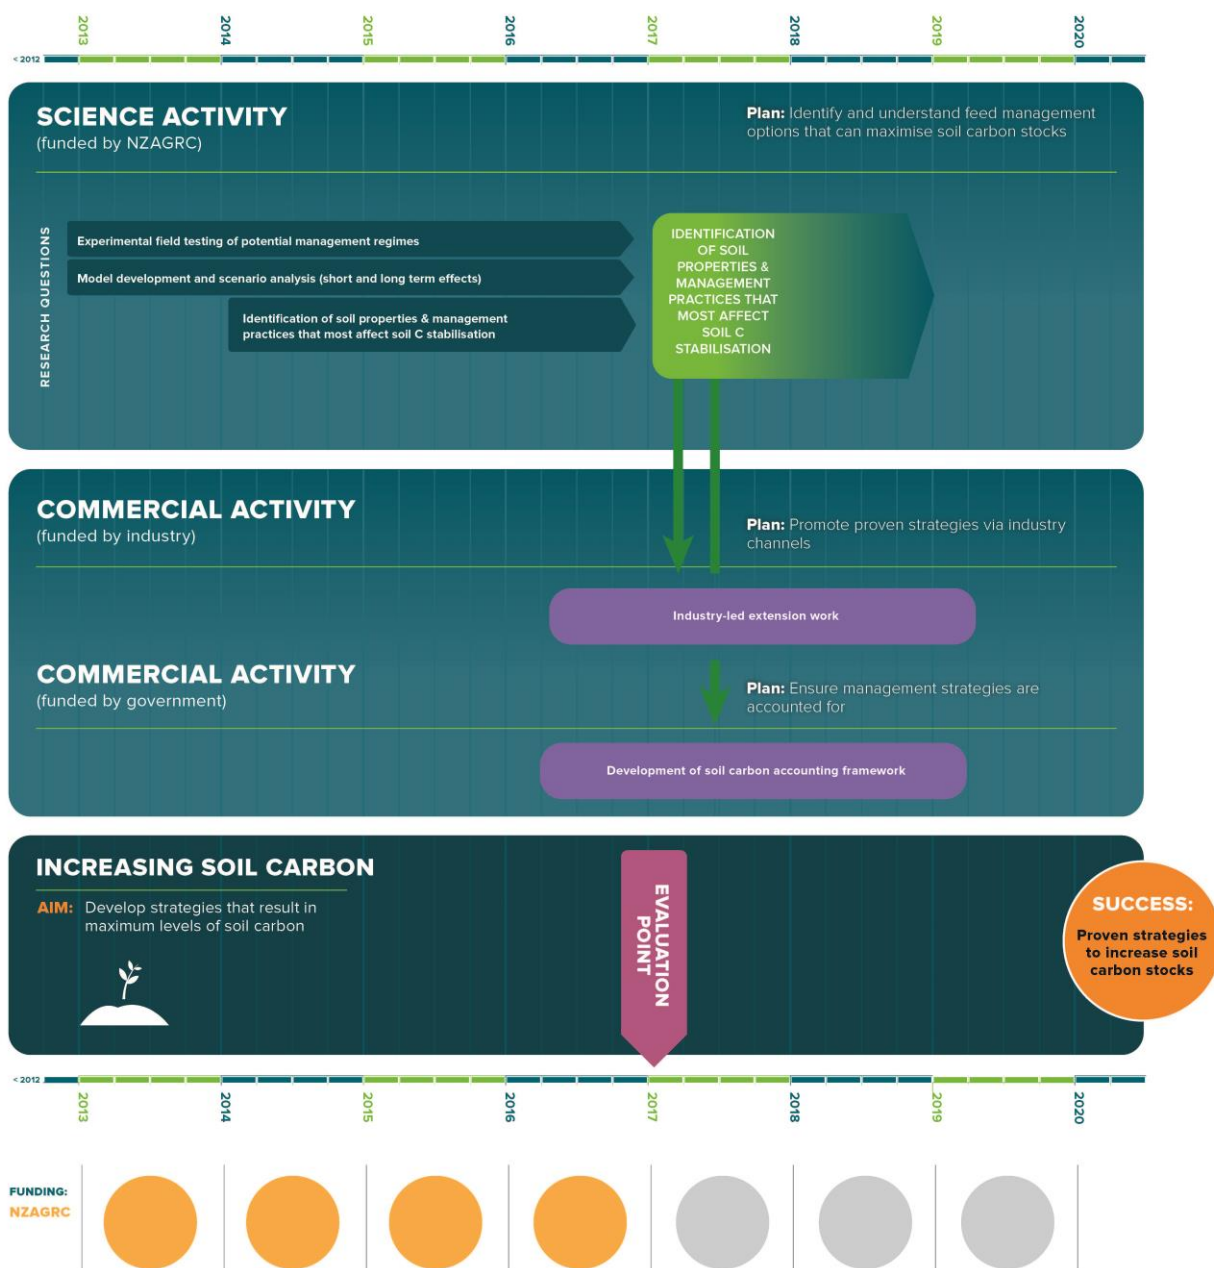 2013
2014
2015
2016
2017
2018
2019
2020
< 2012
SCIENCE ACTIVITY
(funded by NZAGRC)
Plan: Identify and understand feed management
options that can maximise soil carbon stocks
RESEARCH QUESTIONS
Experimental field testing of potential management regimes
Model development and scenario analysis (short and long term effects)
Identification of soil properties & management
practices that most affect soil C stabilisation
IDENTIFICATION
OF SOIL
PROPERTIES &
MANAGEMENT
PRACTICES THAT
MOST AFFECT
SOIL C
STABILISATION
COMMERCIAL ACTIVITY
(funded by industry)
Plan: Promote proven strategies via industry
channels
Industry-led extension work
COMMERCIAL ACTIVITY
(funded by government)
Plan: Ensure management strategies are
accounted for
Development of soil carbon accounting framework
INCREASING SOIL CARBON
AIM: Develop strategies that result in
maximum levels of soil carbon
EVALUATION
POINT
SUCCESS:
Proven strategies
to increase soil
carbon stocks
< 2012
2013
2014
2015
2016
2017
2018
2019
2020
FUNDING:
NZAGRC